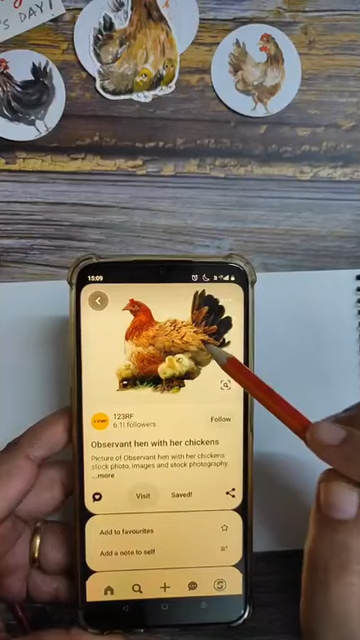 S DAY!
15:09
123RF
6.1l followers
Follow
Observant hen with her chickens
Picture of Observant hen with her chickens
stock photo, images and stock photography.
...more
Visit
Saved!
Add to favourites
Add a note to self